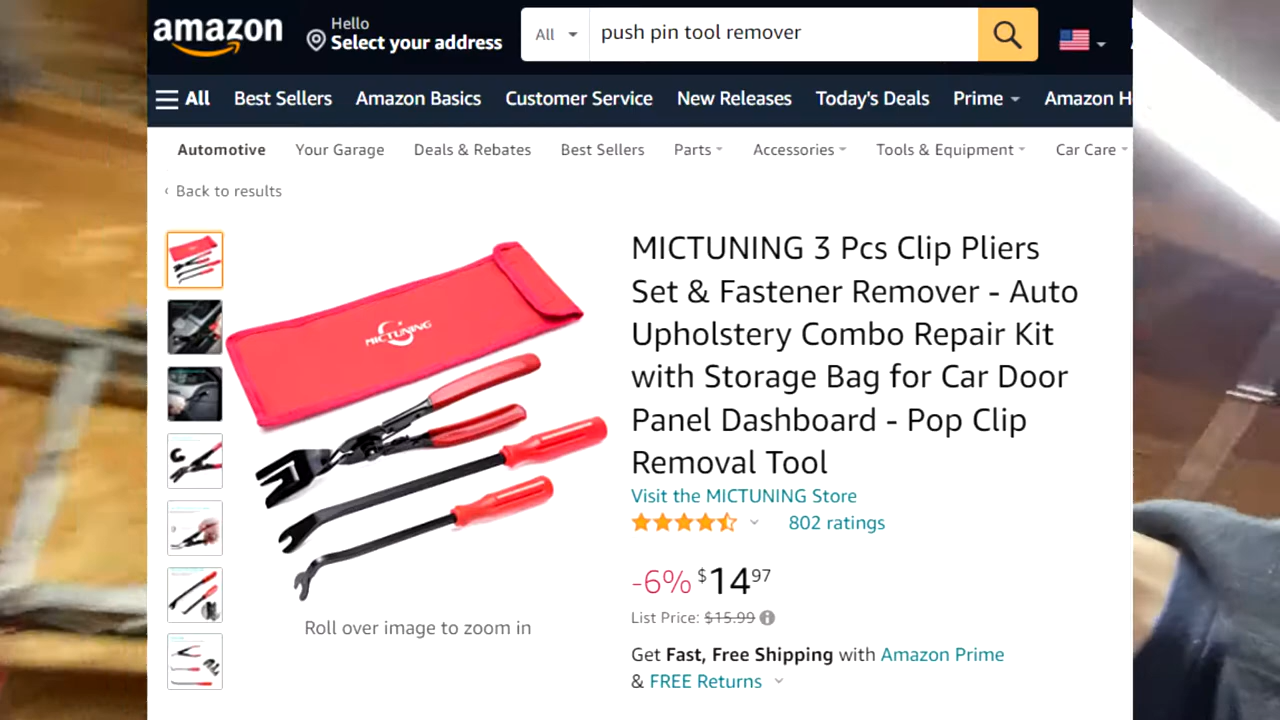 amazon
Hello
Select your address
All
push pin tool remover
All Best Sellers Amazon Basics Customer Service New Releases Today's Deals Prime Amazon H
Automotive Your Garage Deals & Rebates Best Sellers Parts Accessories Tools & Equipment Car Care
‹ Back to results
MICTUNING
Roll over image to zoom in
MICTUNING 3 Pcs Clip Pliers
Set & Fastener Remover - Auto
Upholstery Combo Repair Kit
with Storage Bag for Car Door
Panel Dashboard - Pop Clip
Removal Tool
Visit the MICTUNING Store
802 ratings
-6% $1497
List Price: $15.99
Get Fast, Free Shipping with Amazon Prime
& FREE Returns